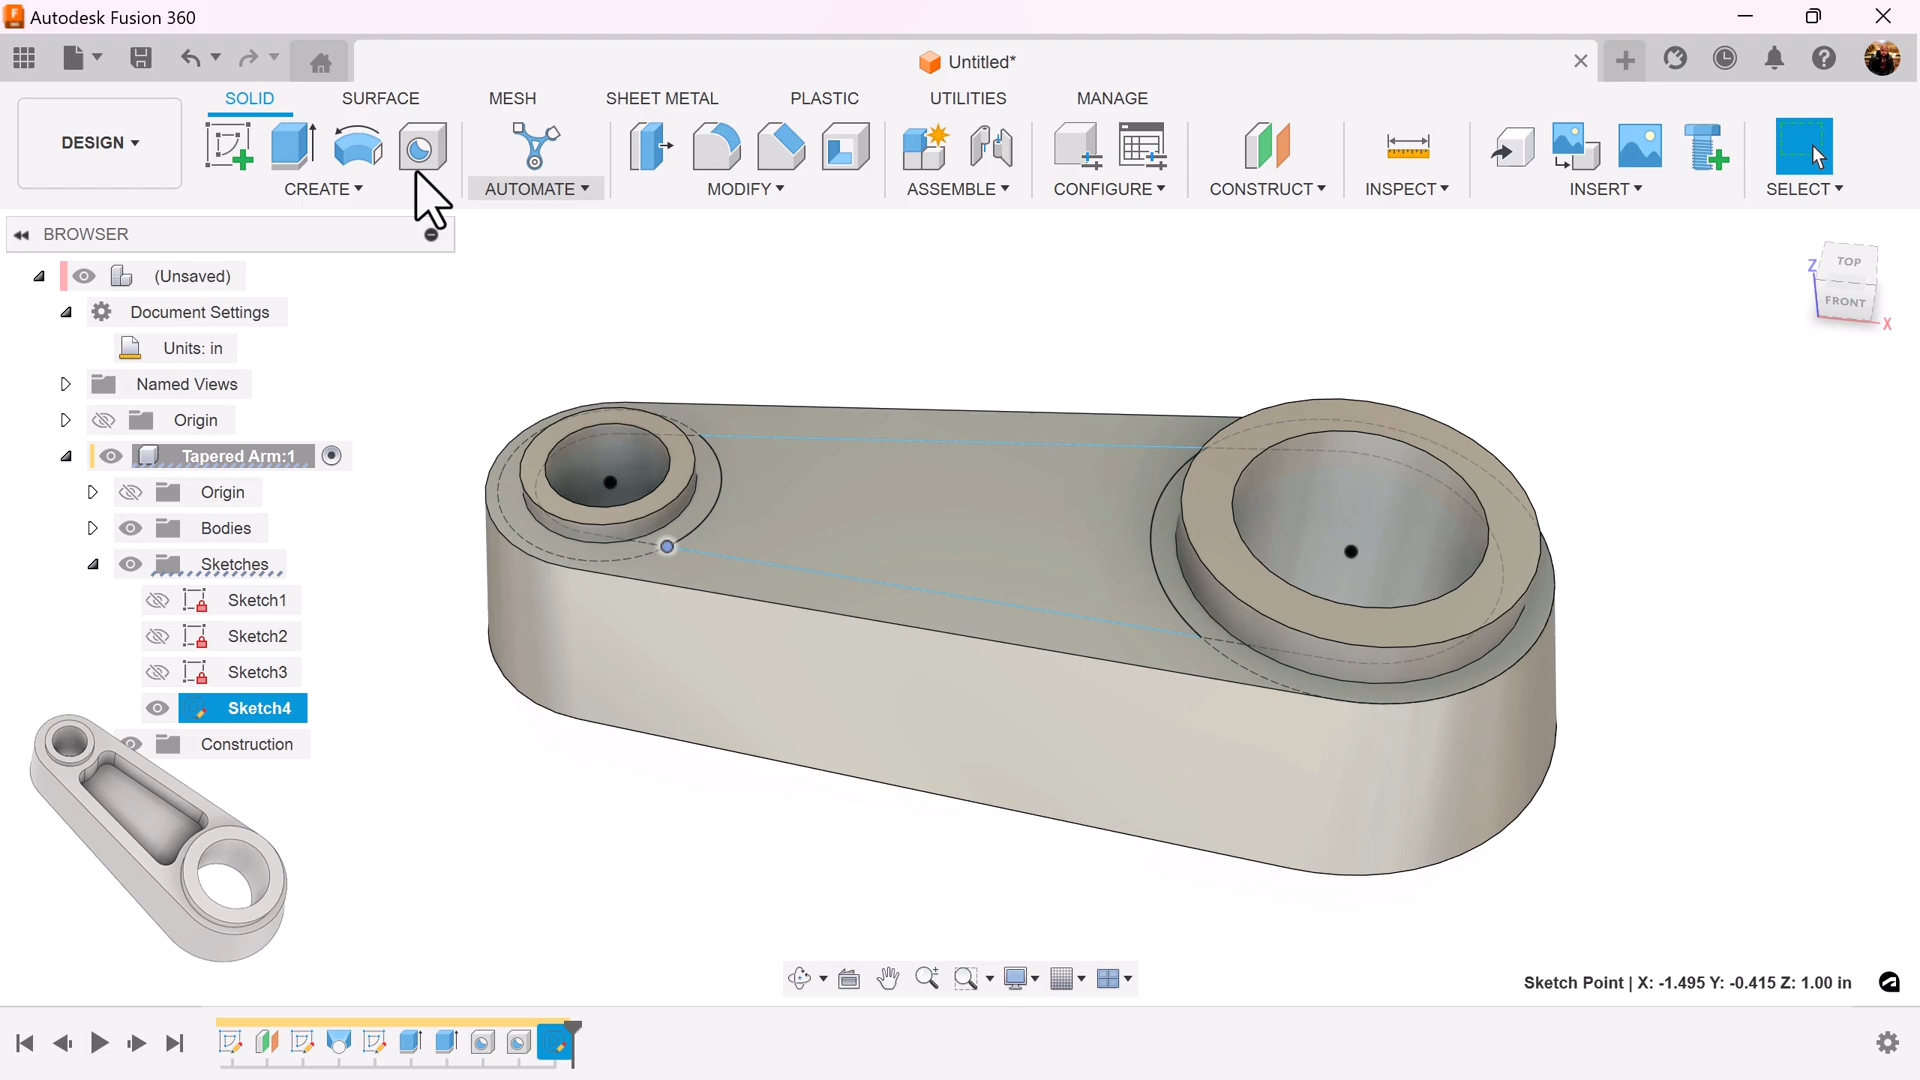 Autodesk Fusion 360
Untitled*
SOLID SURFACE MESH SHEET METAL PLASTIC UTILITIES MANAGE
DESIGN
CREATE AUTOMATE MODIFY ASSEMBLE CONFIGURE CONSTRUCT INSPECT INSERT SELECT
BROWSER
(Unsaved)
Document Settings
Units: in
Named Views
Origin
Tapered Arm:1
Origin
Bodies
Sketches
Sketch1
Sketch2
Sketch3
Sketch4
Construction
TOP
Z
FRONT
X
Sketch Point | X: -1.495 Y: -0.415 Z: 1.00 in